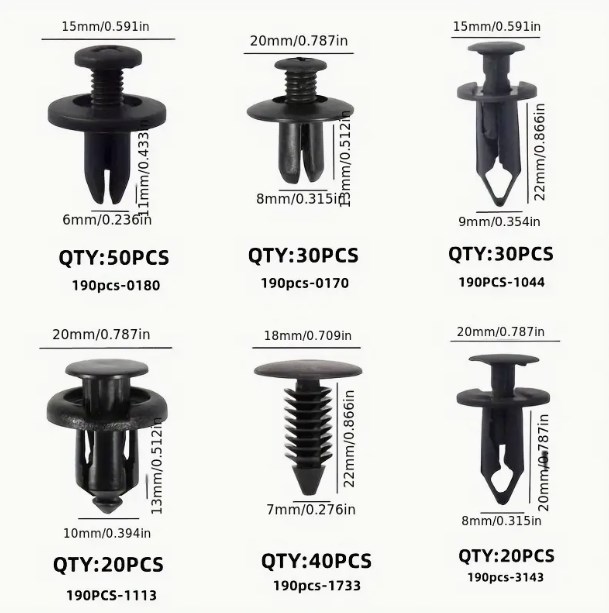 15mm/0.591in
20mm/0.787in
15mm/0.591in
11mm/0.433in
13mm/0.512in
22mm/0.866in
6mm/0.236in
8mm/0.315in
9mm/0.354in
QTY:50PCS
QTY:30PCS
QTY:30PCS
190pcs-0180
190pcs-0170
190PCS-1044
20mm/0.787in
18mm/0.709in
20mm/0.787in
13mm/0.512in
22mm/0.866in
20mm/0.787in
10mm/0.394in
7mm/0.276in
8mm/0.315in
QTY:20PCS
QTY:40PCS
QTY:20PCS
190PCS-1113
190pcs-1733
190pcs-3143